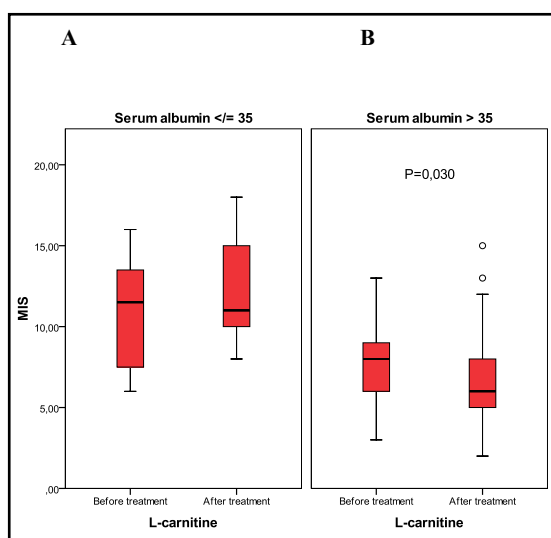 A B
Serum albumin </= 35 Serum albumin > 35
P=0,030
20,00
15,00
10,00
5,00
,00
MIS
Before treatment After treatment Before treatment After treatment
L-carnitine L-carnitine